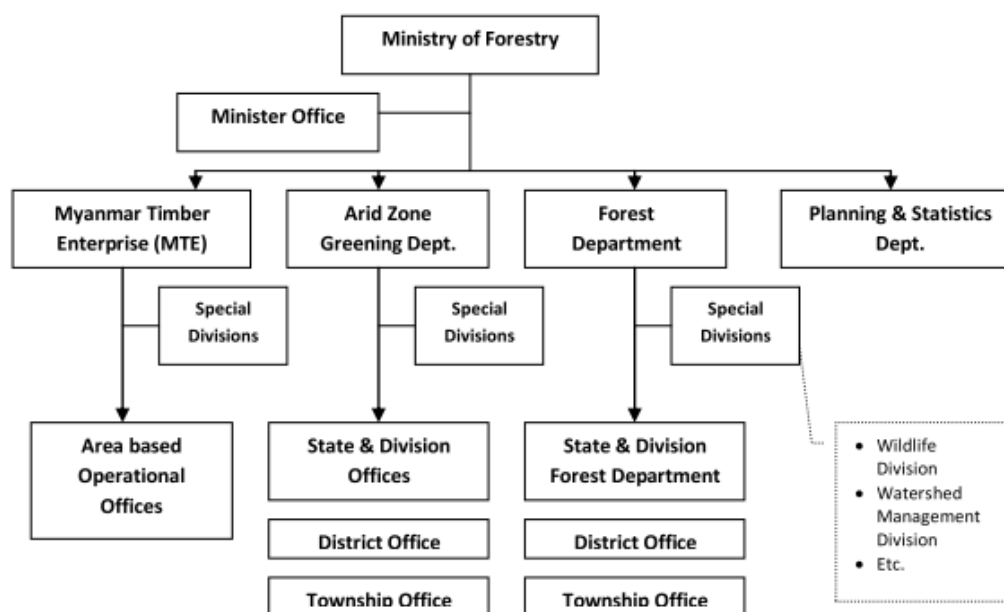 Ministry of Forestry
Minister Office
Myanmar Timber
Enterprise (MTE)
Arid Zone
Greening Dept.
Forest
Department
Planning & Statistics
Dept.
Special
Divisions
Special
Divisions
Special
Divisions
Area based
Operational
Offices
State & Division
Offices
State & Division
Forest Department
• Wildlife
Division
• Watershed
Management
Division
• Etc.
District Office
District Office
Township Office
Township Office